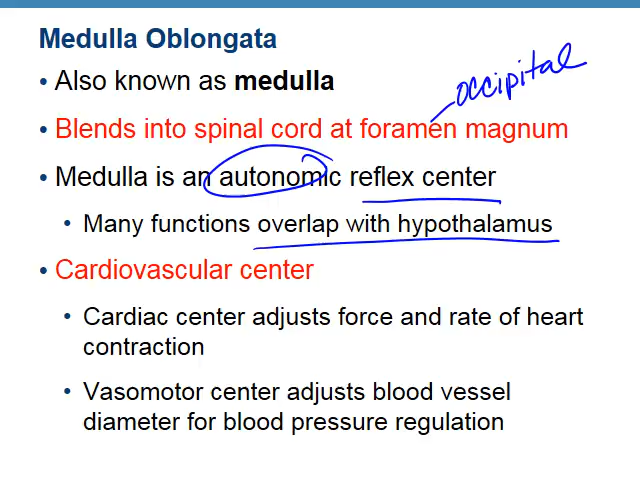 Medulla Oblongata
• Also known as medulla
occipital
• Blends into spinal cord at foramen magnum
• Medulla is an autonomic reflex center
• Many functions overlap with hypothalamus
• Cardiovascular center
• Cardiac center adjusts force and rate of heart
contraction
• Vasomotor center adjusts blood vessel
diameter for blood pressure regulation